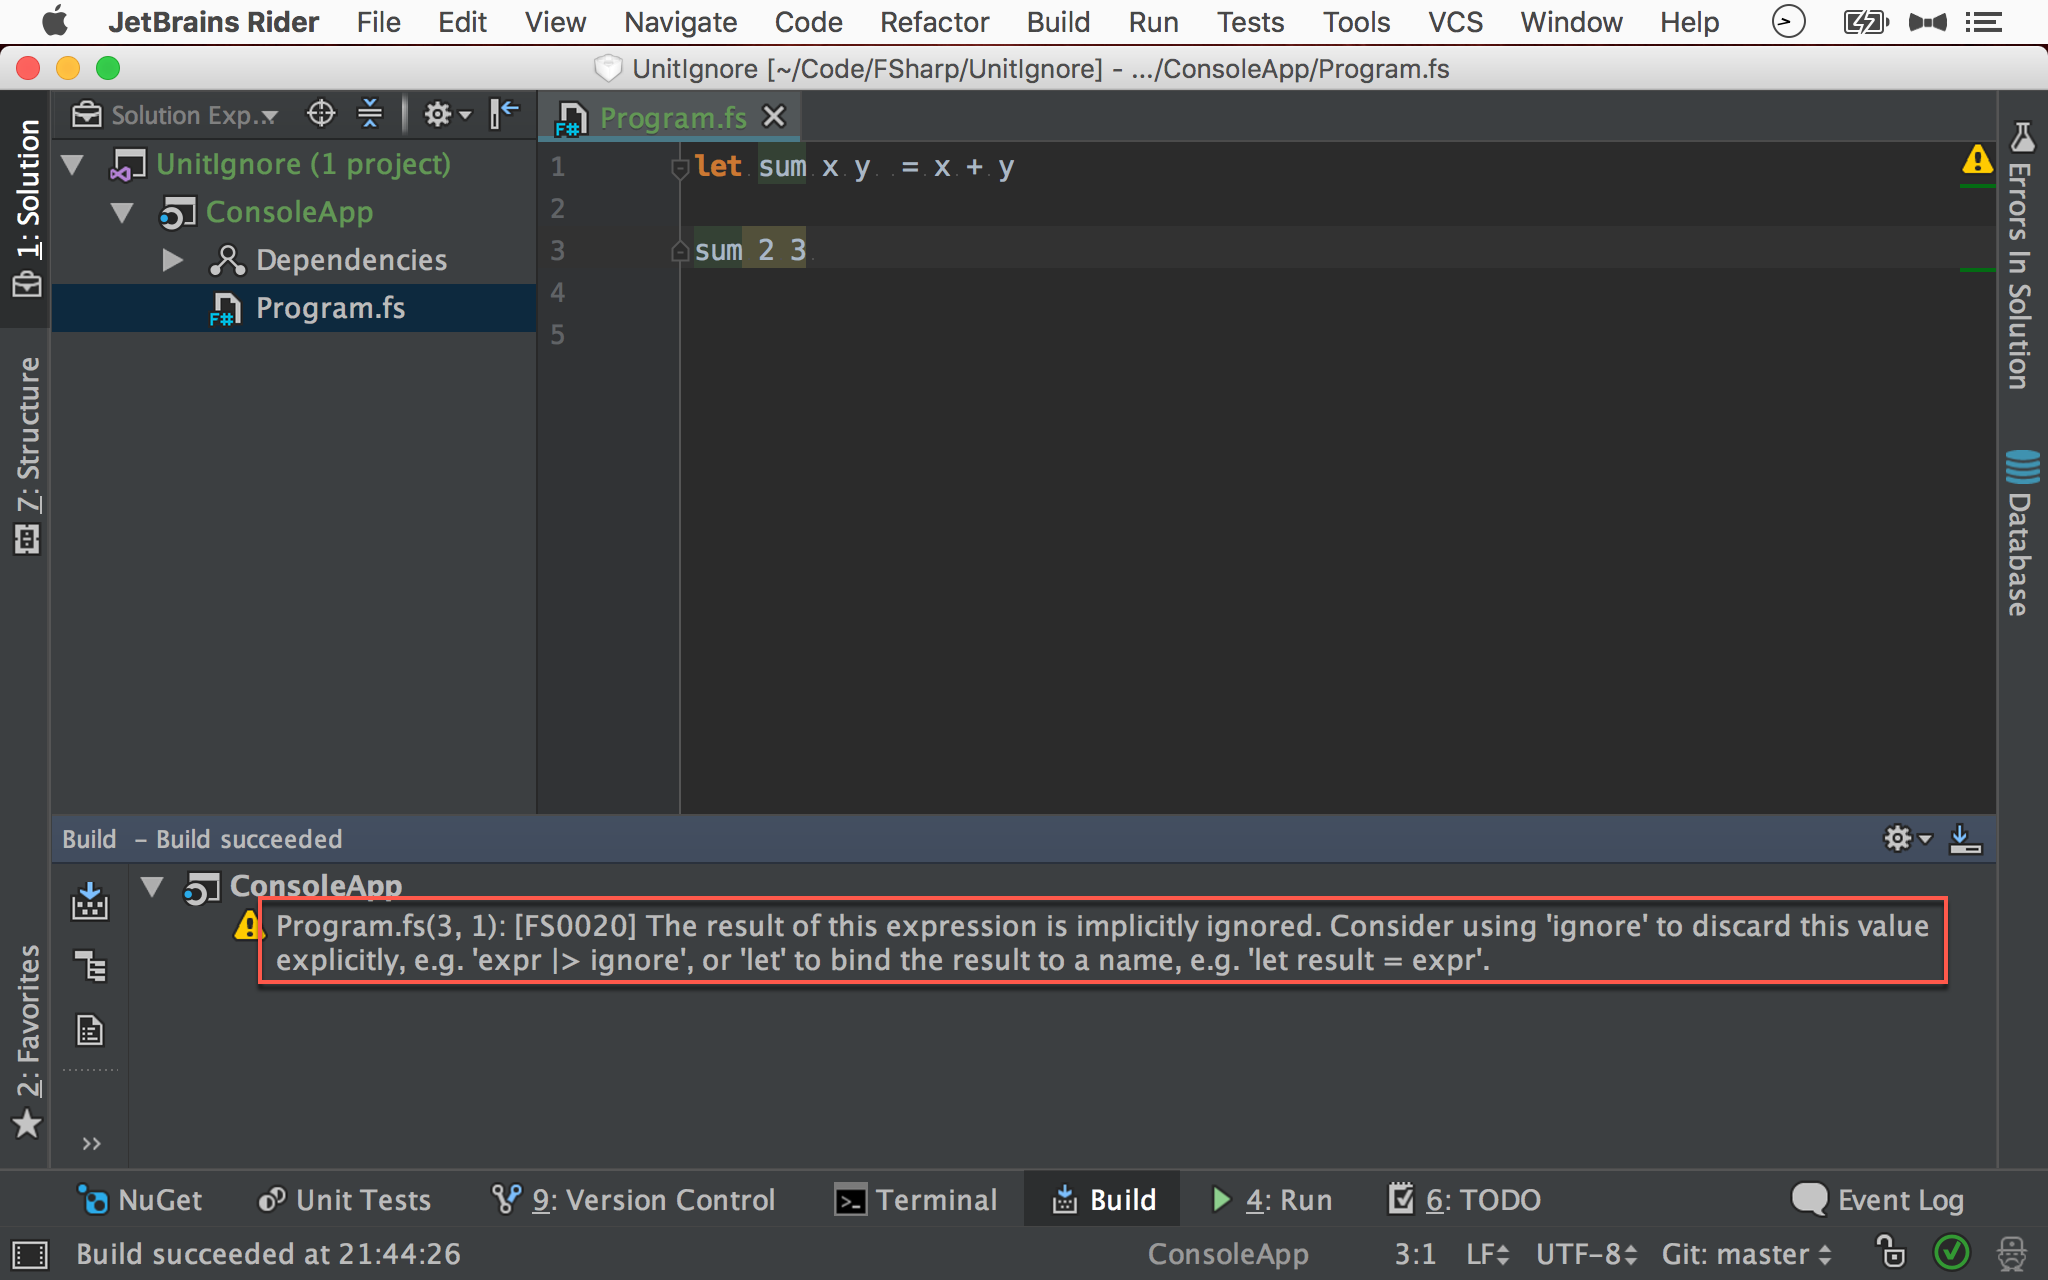 JetBrains Rider File Edit View Navigate Code Refactor Build Run Tests Tools VCS Window Help
UnitIgnore [~/Code/FSharp/UnitIgnore] - .../ConsoleApp/Program.fs
Solution Exp...
Program.fs
1: Solution
7: Structure
2: Favorites
UnitIgnore (1 project)
ConsoleApp
Dependencies
F# Program.fs
1 let sum x y  = x + y
2
3 sum 2 3
4
5
Errors In Solution
Database
Build – Build succeeded
ConsoleApp
Program.fs(3, 1): [FS0020] The result of this expression is implicitly ignored. Consider using 'ignore' to discard this value
explicitly, e.g. 'expr |> ignore', or 'let' to bind the result to a name, e.g. 'let result = expr'.
NuGet Unit Tests 9: Version Control Terminal Build 4: Run 6: TODO Event Log
Build succeeded at 21:44:26 ConsoleApp 3:1 LF UTF-8 Git: master